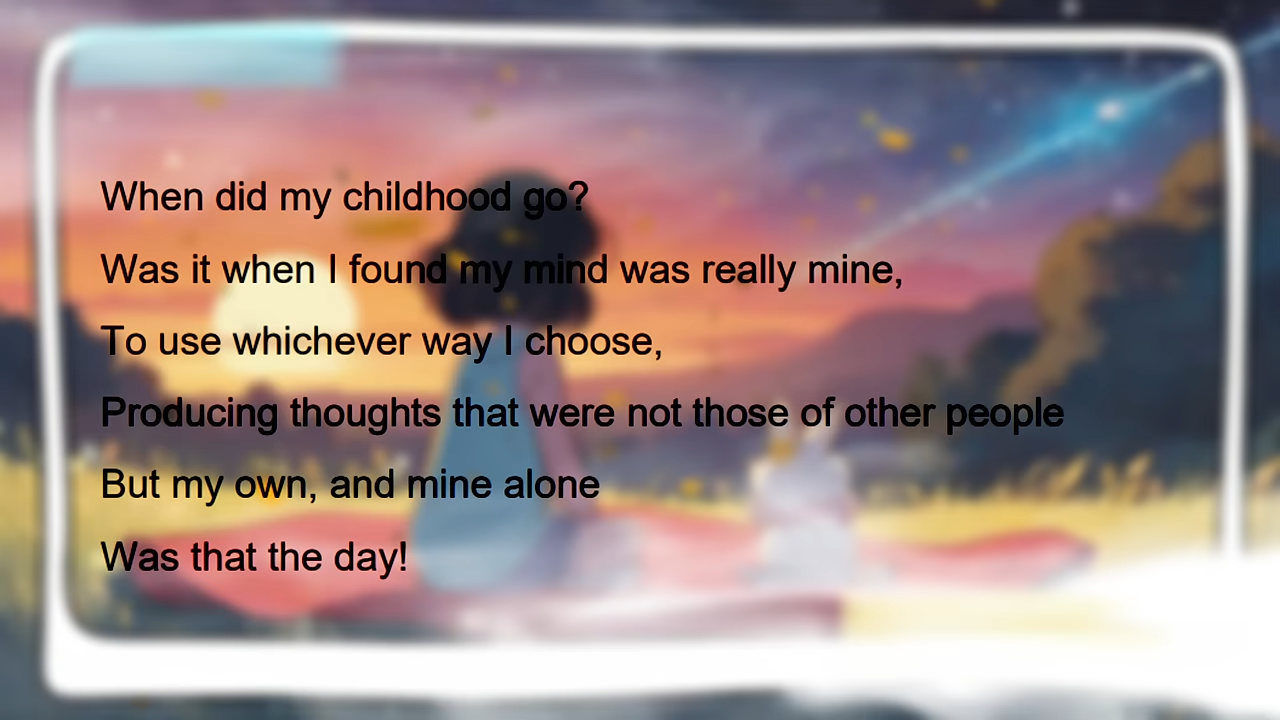 When did my childhood go?
Was it when I found my mind was really mine,
To use whichever way I choose,
Producing thoughts that were not those of other people
But my own, and mine alone
Was that the day!